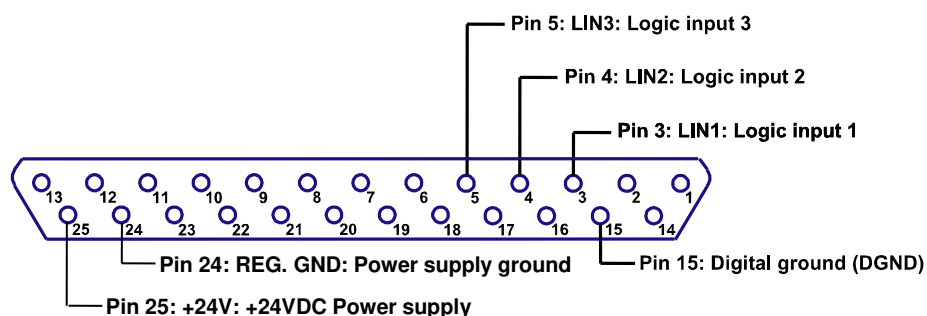 Pin 5: LIN3: Logic input 3
Pin 4: LIN2: Logic input 2
Pin 3: LIN1: Logic input 1
13 12 11 10 9 8 7 6 5 4 3 2 1
25 24 23 22 21 20 19 18 17 16 15 14
Pin 24: REG. GND: Power supply ground
Pin 15: Digital ground (DGND)
Pin 25: +24V: +24VDC Power supply